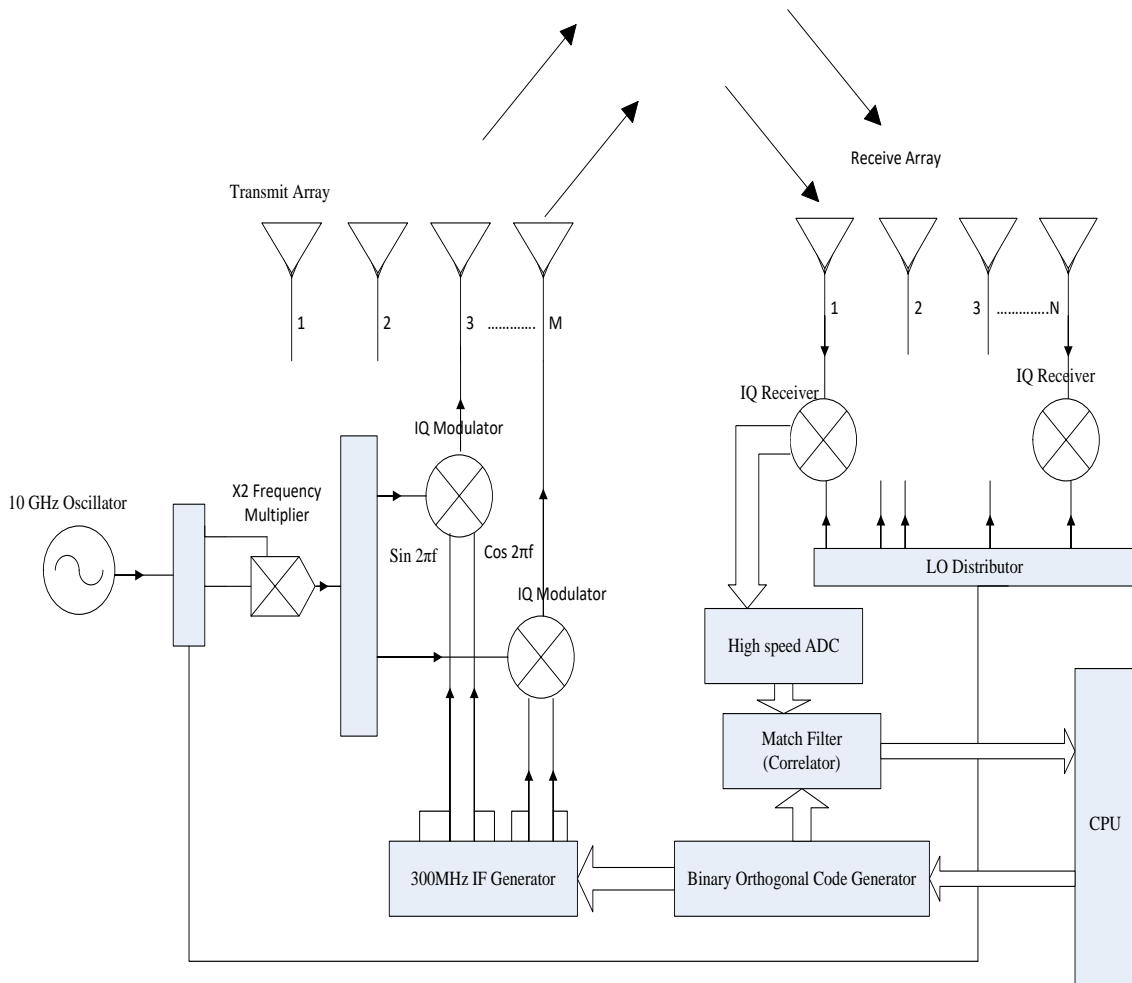 Receive Array
Transmit Array
1
2
3 .............
M
1
2
3 ..............N
IQ Receiver
IQ Receiver
IQ Modulator
10 GHz Oscillator
X2 Frequency
Multiplier
Sin 2πf
Cos 2πf
LO Distributor
IQ Modulator
High speed ADC
Match Filter
(Correlator)
CPU
300MHz IF Generator
Binary Orthogonal Code Generator